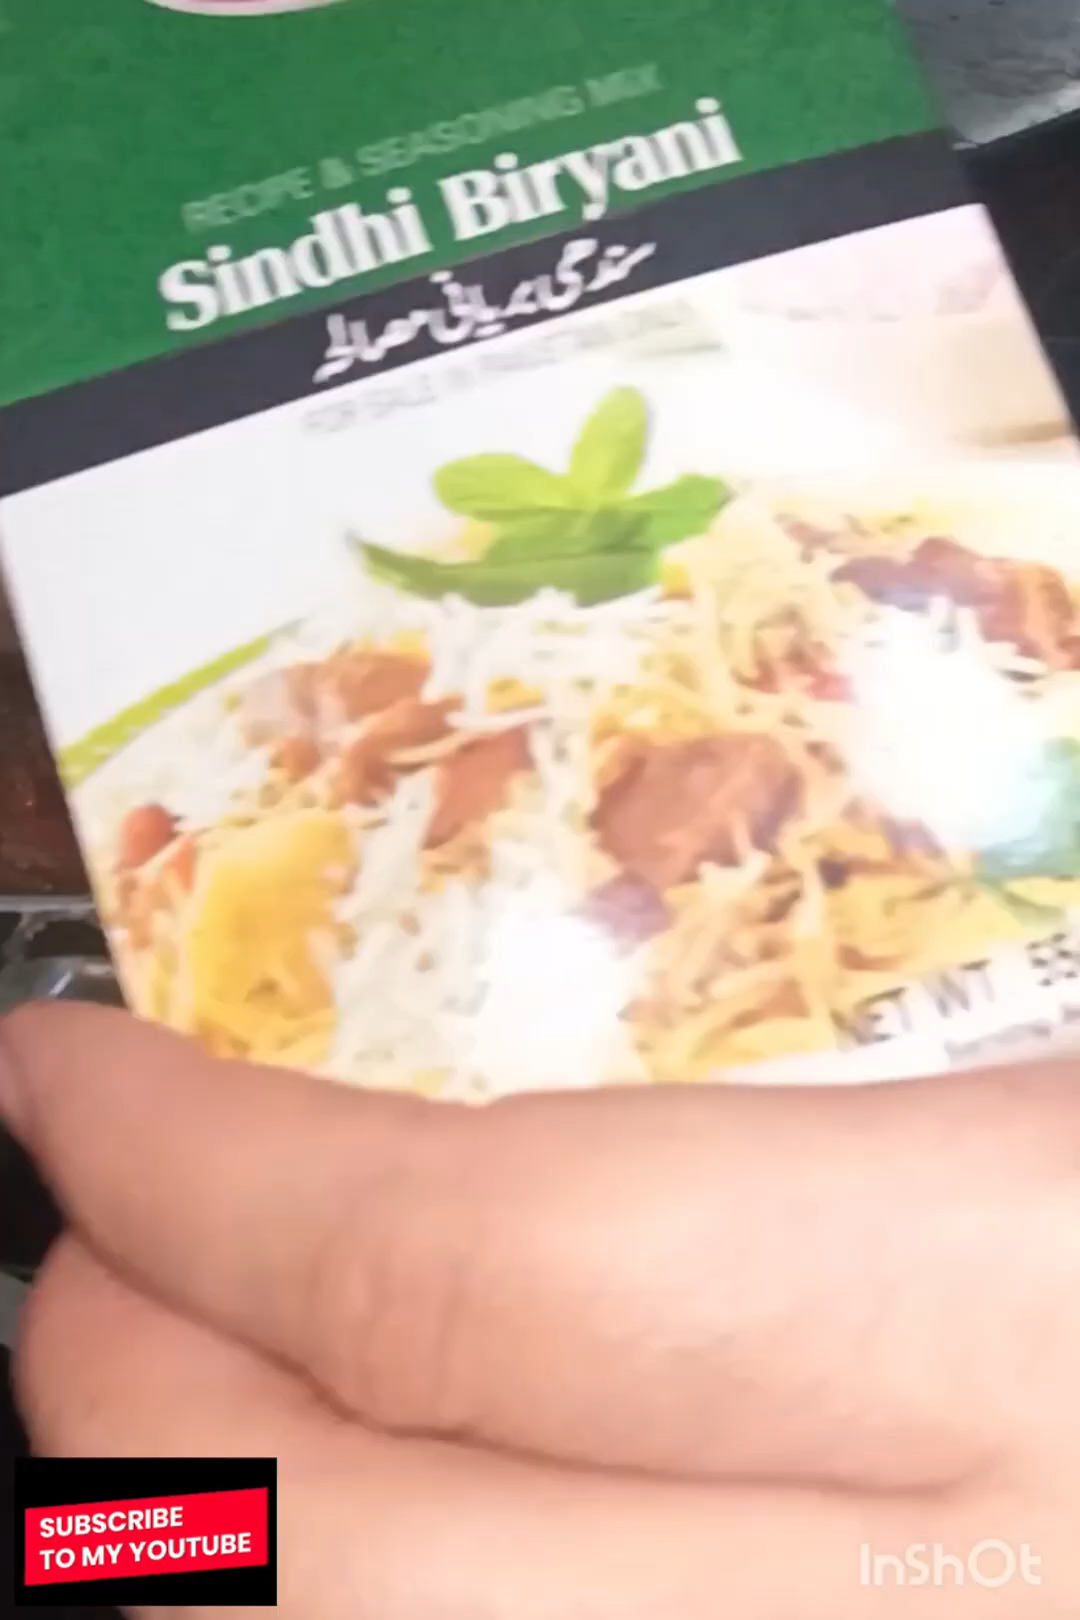 RECIPE & SEASONING MIX
Sindhi Biryani
سندھی بریانی مصالحہ
FOR SALE IN PAKISTAN ONLY
NET WT. 55
SUBSCRIBE
TO MY YOUTUBE
InShOt